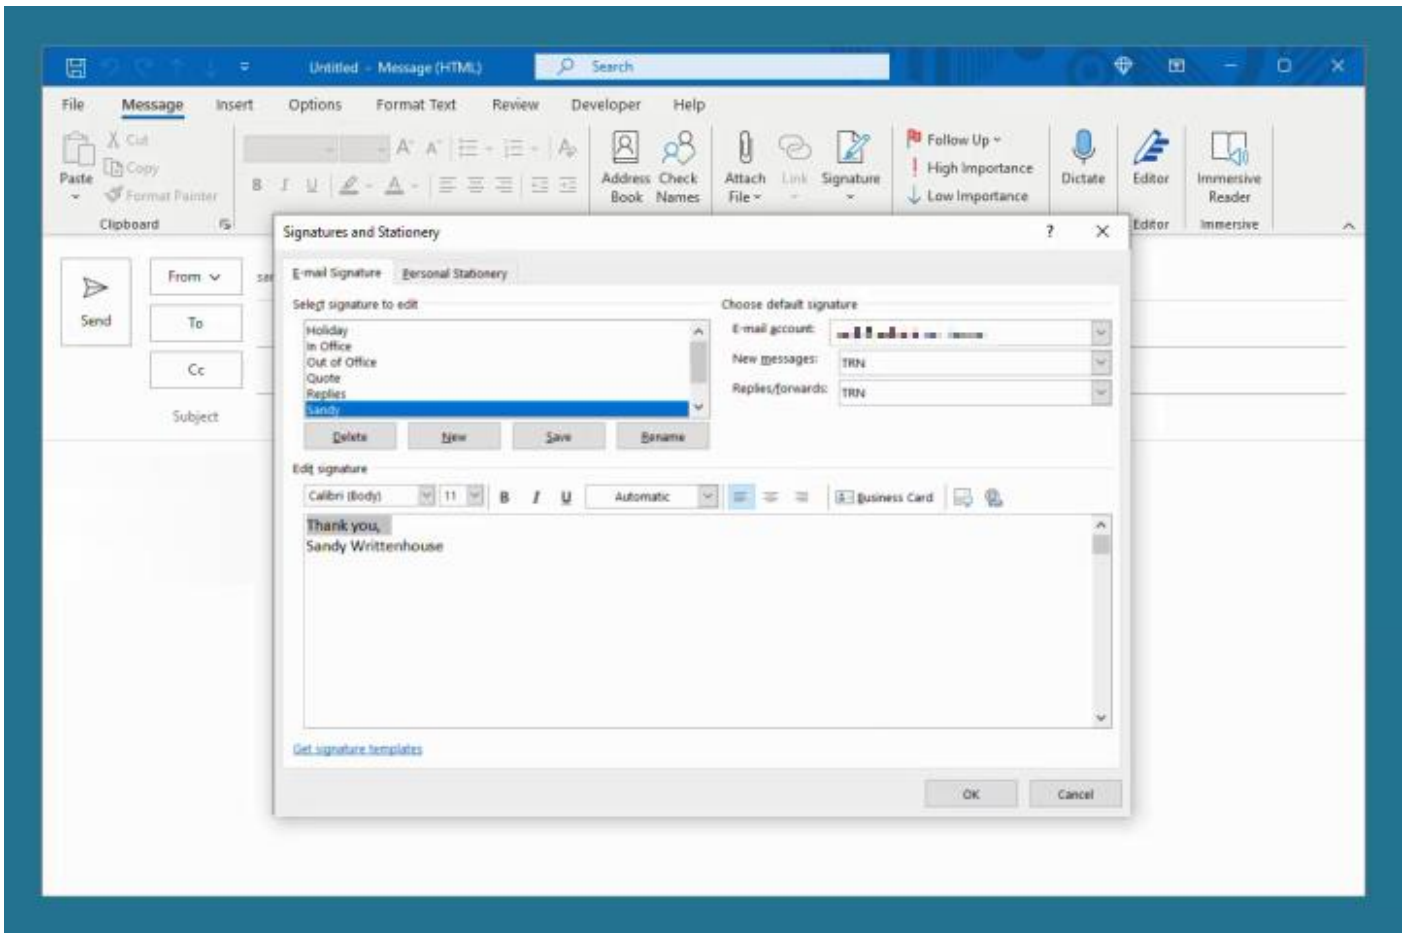 Untitled - Message (HTML)
Search
File Message Insert Options Format Text Review Developer Help
Paste
Cut
Copy
Format Painter
Clipboard
B I U A
Address Book
Check Names
Attach File
Link
Signature
Follow Up
High Importance
Low Importance
Dictate
Editor
Immersive Reader
Editor
Immersive
Send
From
To
Cc
Subject
Signatures and Stationery ?
E-mail Signature Personal Stationery
Select signature to edit
Holiday
In Office
Out of Office
Quote
Replies
Sandy
Delete New Save Rename
Choose default signature
E-mail account:
New messages: TRN
Replies/forwards: TRN
Edit signature
Calibri (Body) 11 B I U Automatic Business Card
Thank you,
Sandy Writtenhouse
Get signature templates
OK Cancel